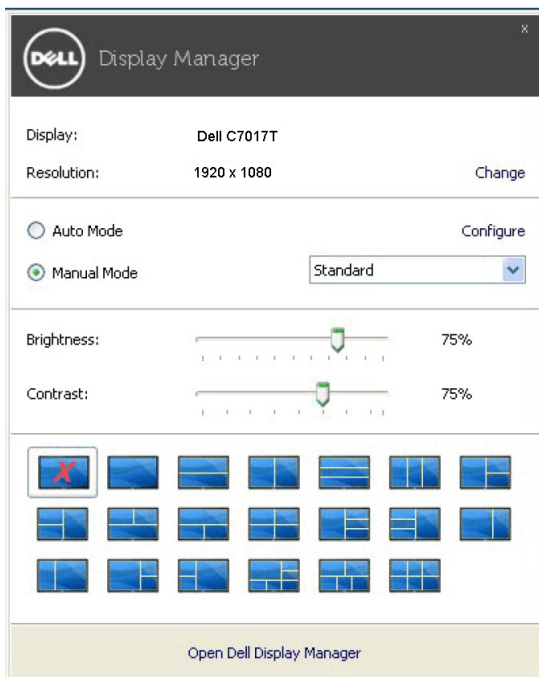 x
DELL Display Manager
Display: Dell C7017T
Resolution: 1920 x 1080 Change
Auto Mode Configure
Manual Mode Standard
Brightness: 75%
Contrast: 75%
Open Dell Display Manager